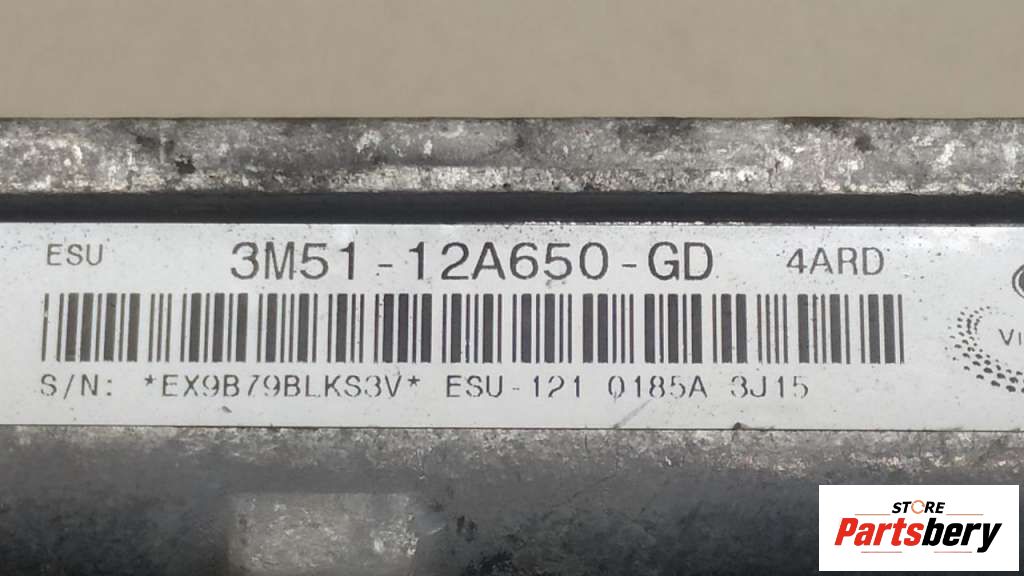 ESU 3M51-12A650-GD 4ARD
S/N: *EX9B79BLKS3V* ESU-121 0185A 3J15
STORE
Partsbery